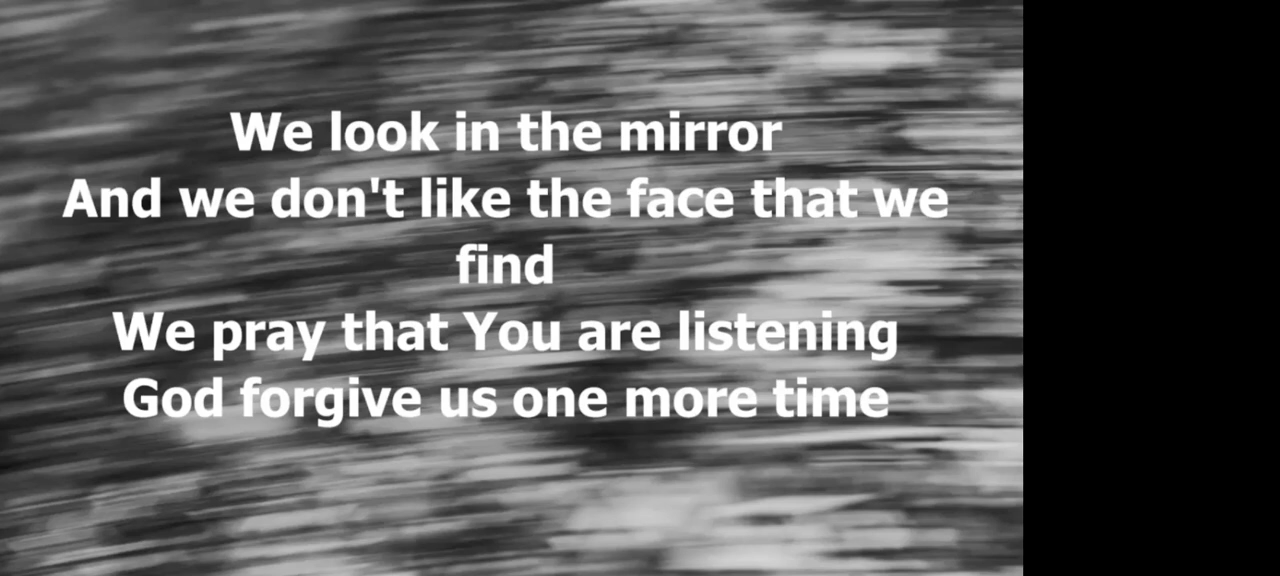 We look in the mirror
And we don't like the face that we
find
We pray that You are listening
God forgive us one more time